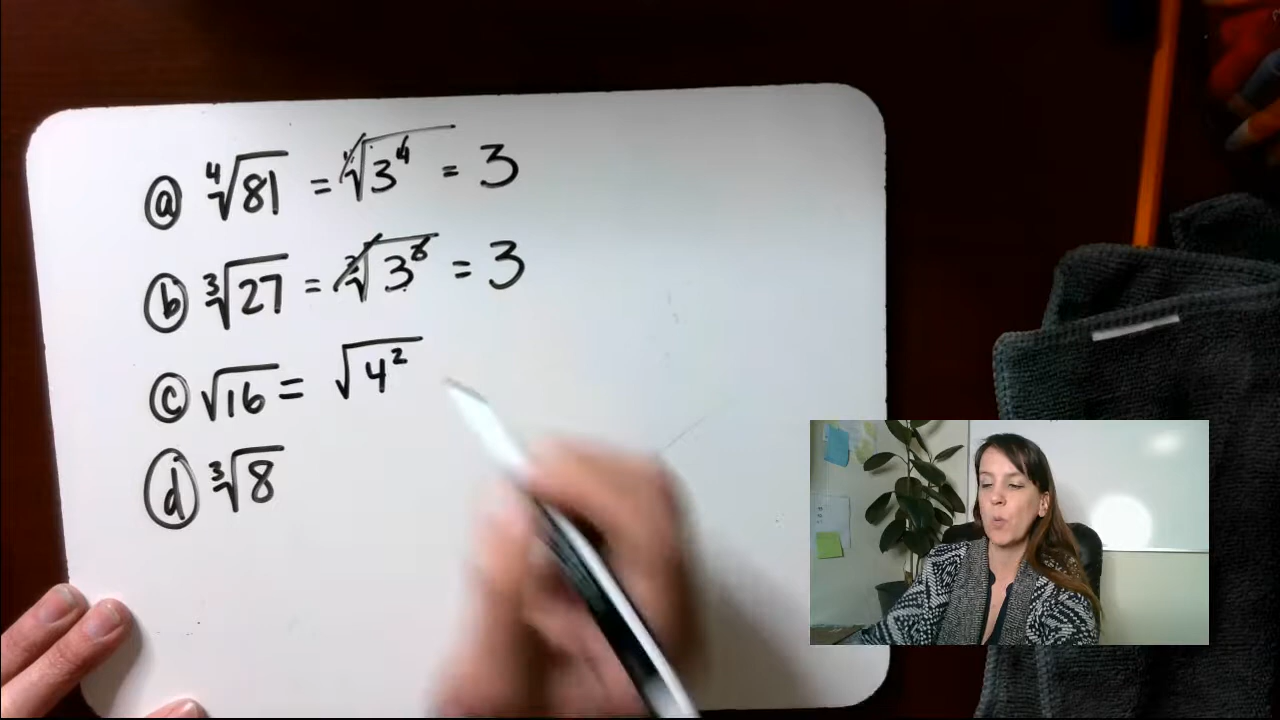 ⓐ ⁴√81 = ⁴√3⁴ = 3
ⓑ ³√27 = ³√3³ = 3
ⓒ √16 = √4²
ⓓ ³√8